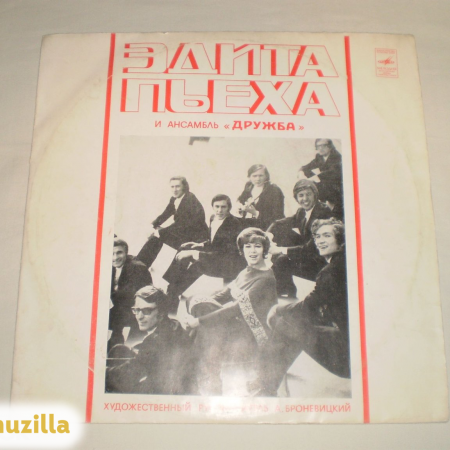 ЭДИТА
ПЬЕХА
И АНСАМБЛЬ «ДРУЖБА»
ХУДОЖЕСТВЕННЫЙ БРОНЕВИЦКИЙ
uzilla